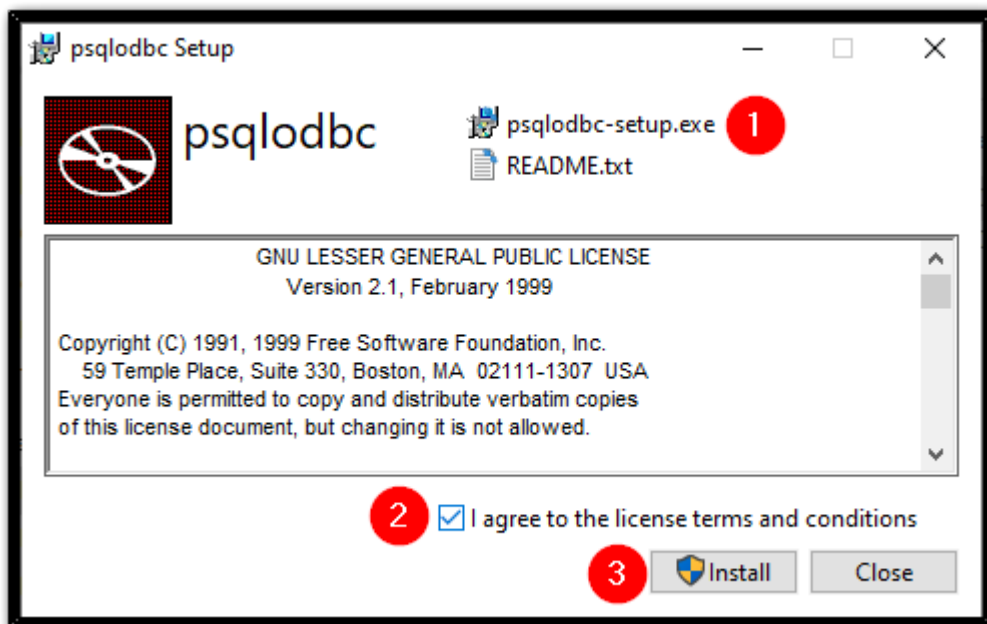 psqlodbc Setup
psqlodbc
psqlodbc-setup.exe 1
README.txt
GNU LESSER GENERAL PUBLIC LICENSE
Version 2.1, February 1999
Copyright (C) 1991, 1999 Free Software Foundation, Inc.
59 Temple Place, Suite 330, Boston, MA 02111-1307 USA
Everyone is permitted to copy and distribute verbatim copies
of this license document, but changing it is not allowed.
2 I agree to the license terms and conditions
3 Install Close